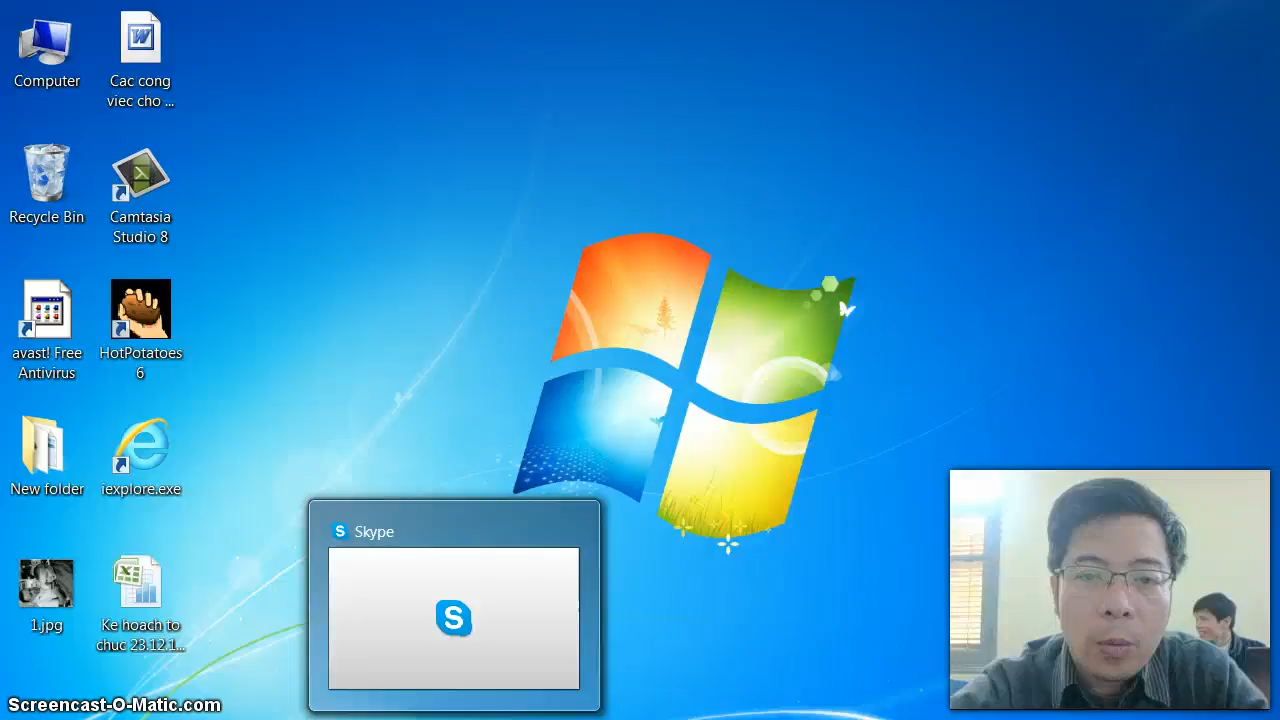 Computer
Cac cong
viec cho ...
Recycle Bin
Camtasia
Studio 8
avast! Free
Antivirus
HotPotatoes
6
New folder
iexplore.exe
1.jpg
Ke hoach to
chuc 23.12.1...
S Skype
S
Screencast-O-Matic.com